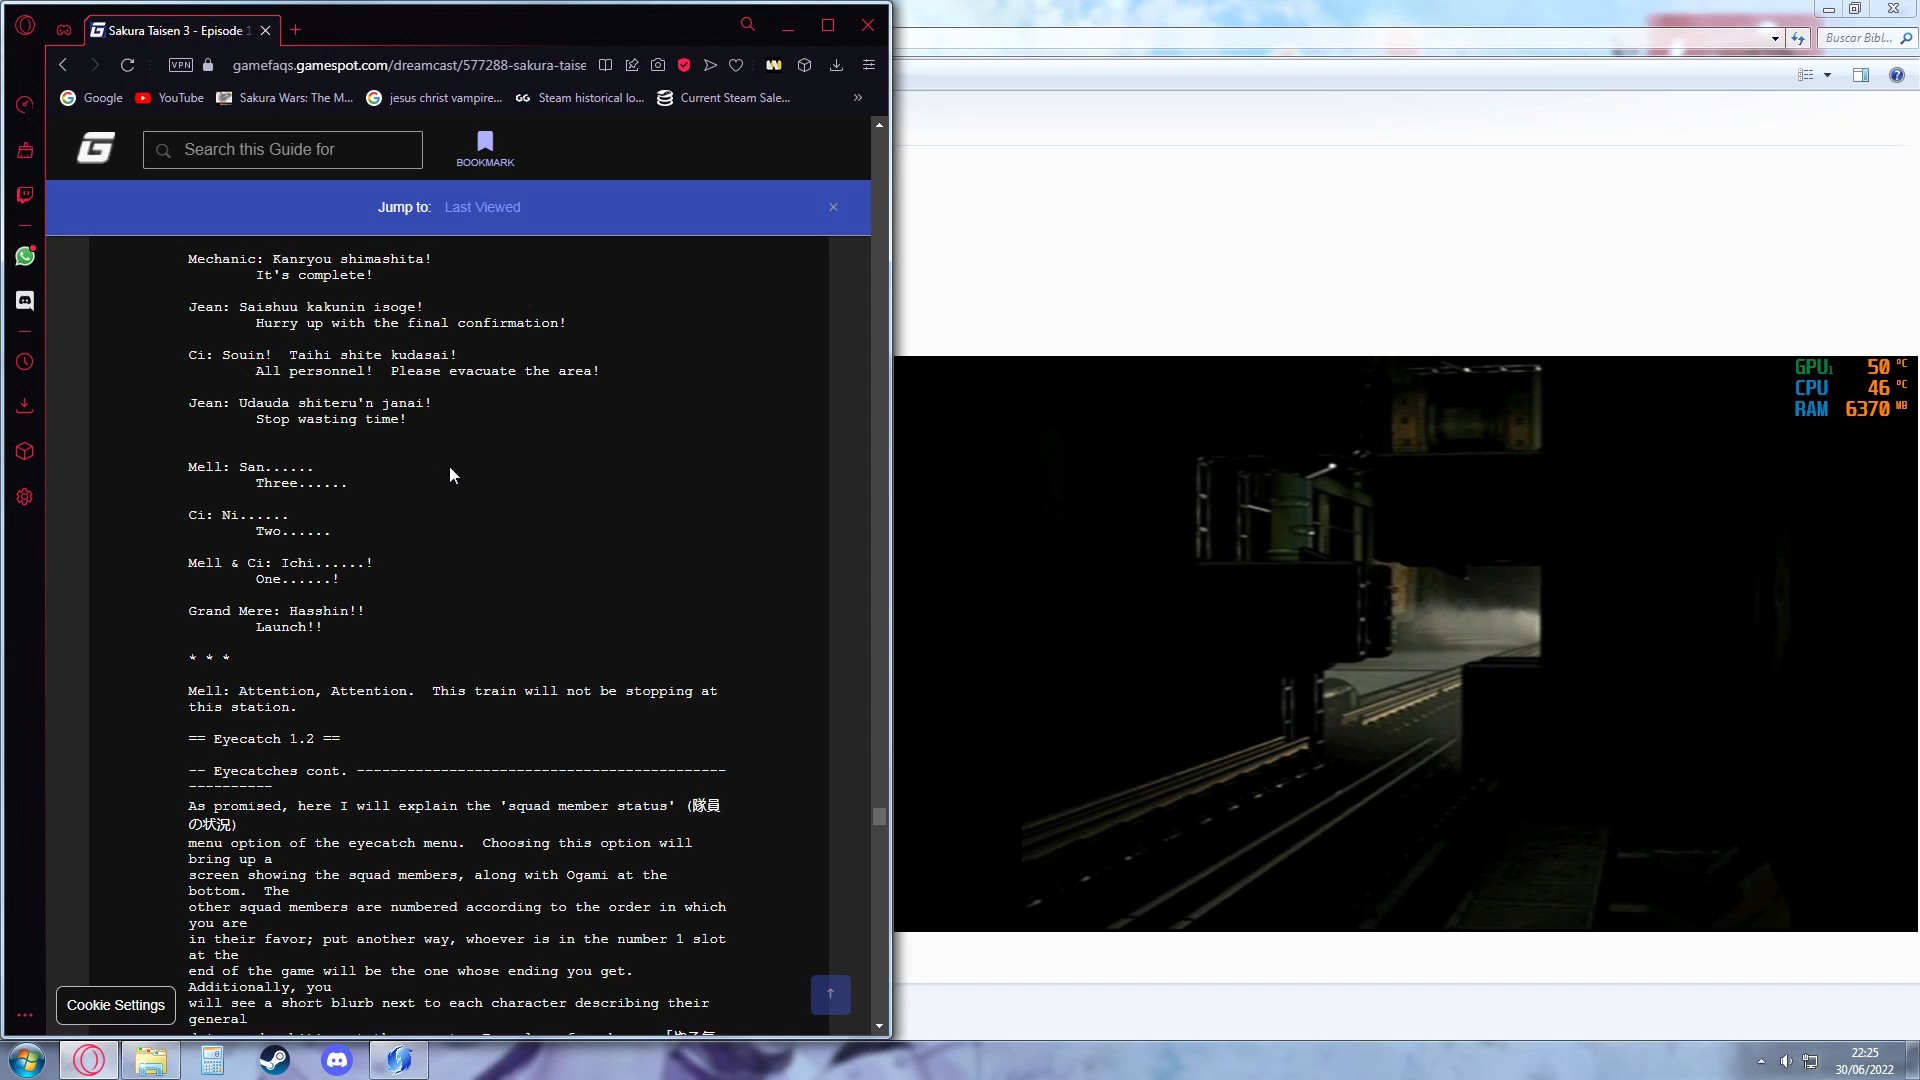 Sakura Taisen 3 - Episode 1
VPN
gamefaqs.gamespot.com/dreamcast/577288-sakura-taise
Google
YouTube
Sakura Wars: The M...
jesus christ vampire...
Steam historical lo...
Current Steam Sale...
»
Search this Guide for
BOOKMARK
Jump to: Last Viewed
Mechanic: Kanryou shimashita!
It's complete!
Jean: Saishuu kakunin isoge!
Hurry up with the final confirmation!
Ci: Souin! Taihi shite kudasai!
All personnel! Please evacuate the area!
Jean: Udauda shiteru'n janai!
Stop wasting time!
Mell: San......
Three......
Ci: Ni......
Two......
Mell & Ci: Ichi......!
One......!
Grand Mere: Hasshin!!
Launch!!
* * *
Mell: Attention, Attention. This train will not be stopping at
this station.
== Eyecatch 1.2 ==
-- Eyecatches cont. --------------------------------------------
----------
As promised, here I will explain the 'squad member status' (隊員
の状況)
menu option of the eyecatch menu. Choosing this option will
bring up a
screen showing the squad members, along with Ogami at the
bottom. The
other squad members are numbered according to the order in which
you are
in their favor; put another way, whoever is in the number 1 slot
at the
end of the game will be the one whose ending you get.
Additionally, you
will see a short blurb next to each character describing their
general
Cookie Settings
Buscar Bibl...
GPU1 50 °C
CPU 46 °C
RAM 6370 MB
22:25
30/06/2022